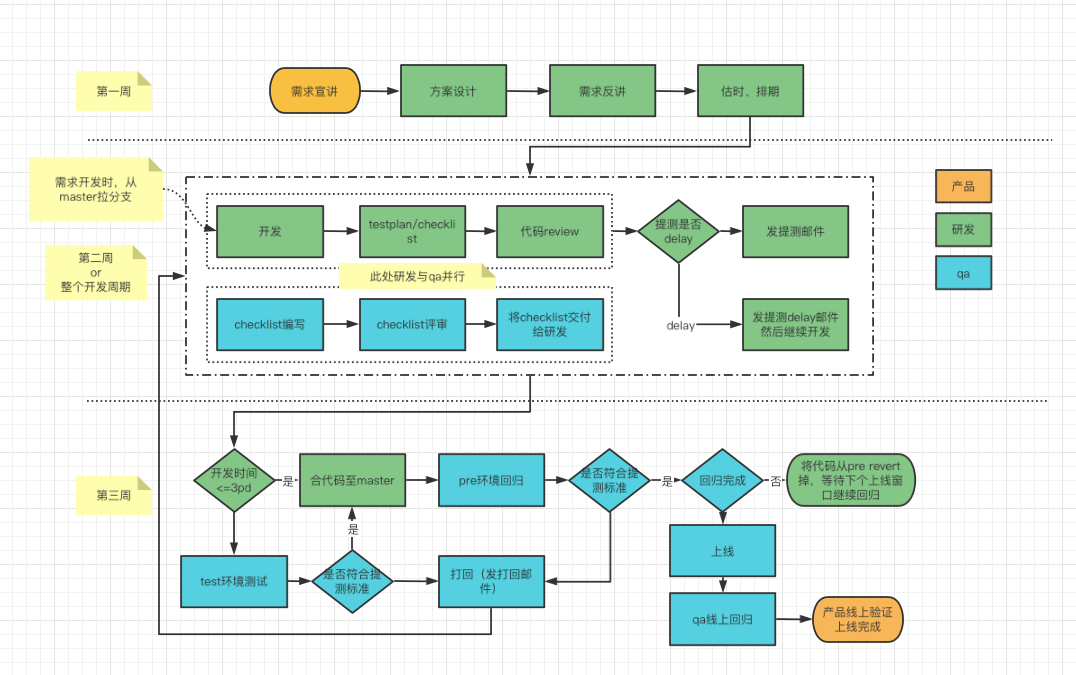 第一周
需求宣讲
方案设计
需求反讲
估时、排期
需求开发时，从
master拉分支
第二周
or
整个开发周期
开发
testplan/checkli
st
代码review
提测是否
delay
发提测邮件
此处研发与qa并行
checklist编写
checklist评审
将checklist交付
给研发
delay
发提测delay邮件
然后继续开发
产品
研发
qa
第三周
开发时间
<=3pd
是
合代码至master
pre环境回归
是否符合提
测标准
是
回归完成
否
将代码从pre revert
掉，等待下个上线窗
口继续回归
是
test环境测试
是否符合提
测标准
打回（发打回邮
件）
上线
qa线上回归
产品线上验证
上线完成